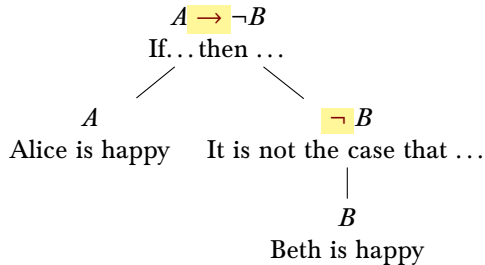 A → ¬B
If… then …
A
¬ B
Alice is happy
It is not the case that …
B
Beth is happy